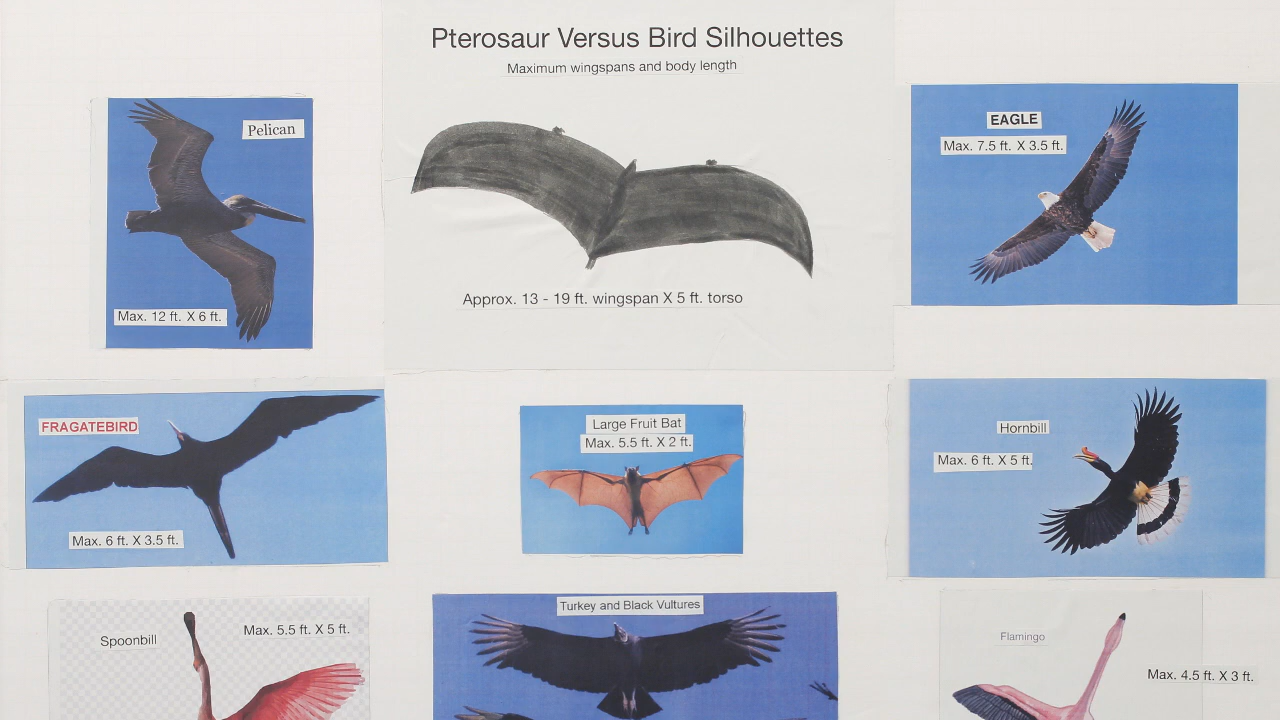 Pterosaur Versus Bird Silhouettes
Maximum wingspans and body length
Pelican
Max. 12 ft. X 6 ft.
Approx. 13 - 19 ft. wingspan X 5 ft. torso
EAGLE
Max. 7.5 ft. X 3.5 ft.
FRAGATEBIRD
Max. 6 ft. X 3.5 ft.
Large Fruit Bat
Max. 5.5 ft. X 2 ft.
Hornbill
Max. 6 ft. X 5 ft.
Spoonbill
Max. 5.5 ft. X 5 ft.
Turkey and Black Vultures
Flamingo
Max. 4.5 ft. X 3 ft.